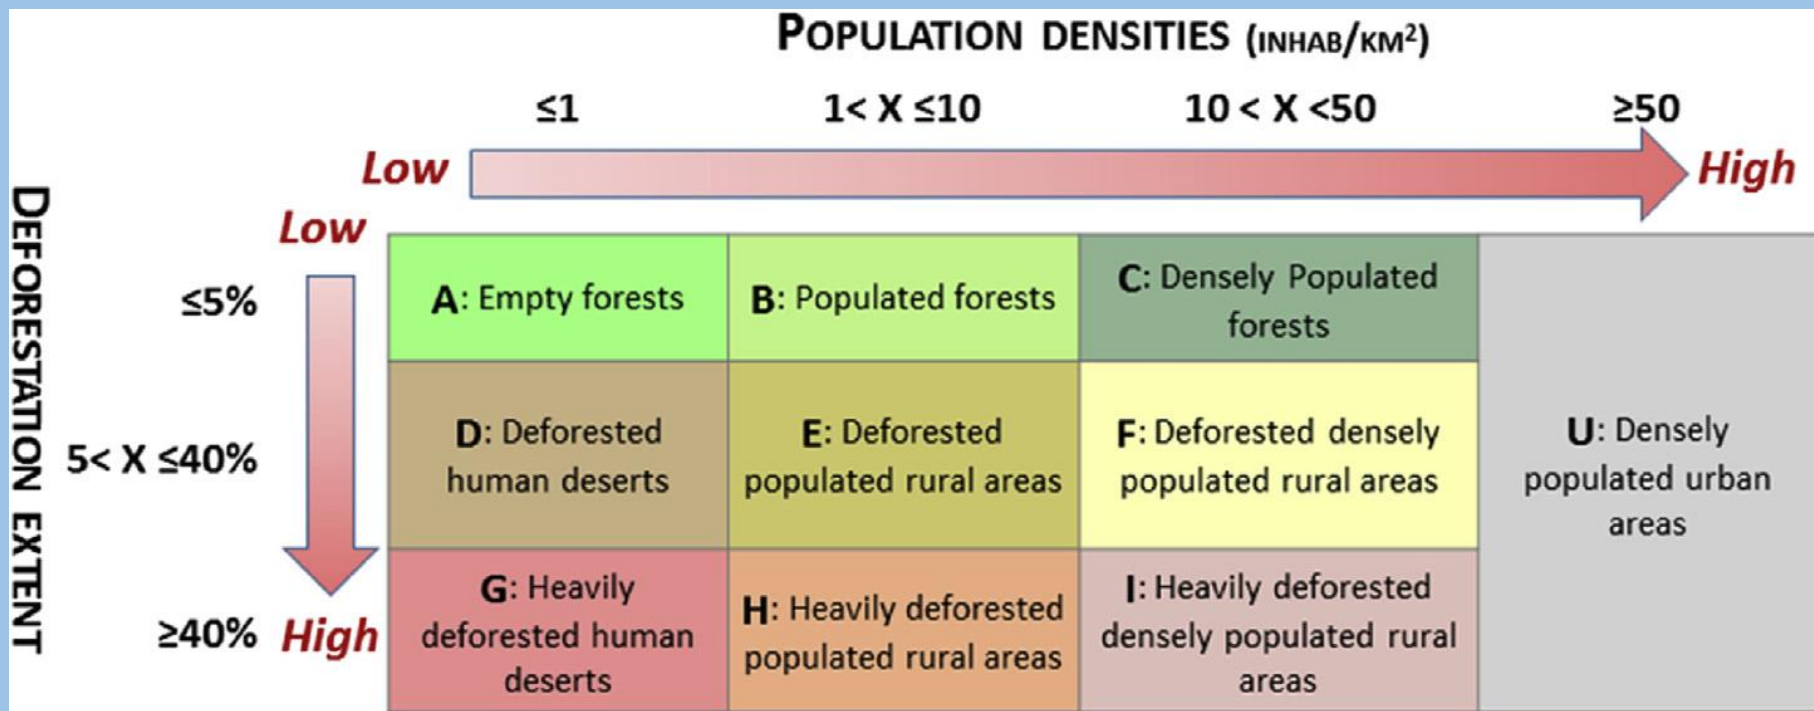 POPULATION DENSITIES (INHAB/KM²)
≤1
1< X ≤10
10 < X <50
≥50
Low
High
DEFORESTATION EXTENT
Low
≤5%
5< X ≤40%
≥40%
High
A: Empty forests
B: Populated forests
C: Densely Populated
forests
D: Deforested
human deserts
E: Deforested
populated rural areas
F: Deforested densely
populated rural areas
U: Densely
populated urban
areas
G: Heavily
deforested human
deserts
H: Heavily deforested
populated rural areas
I: Heavily deforested
densely populated rural
areas